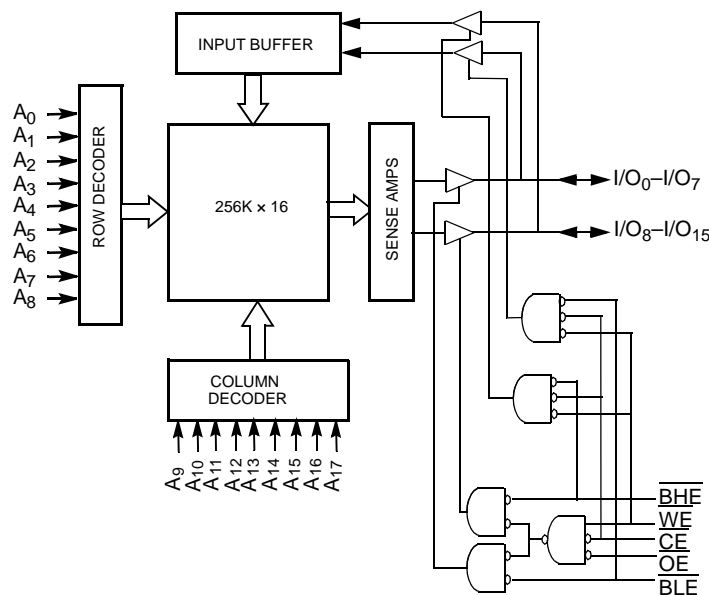 INPUT BUFFER
A0
A1
A2
A3
A4
A5
A6
A7
A8
ROW DECODER
256K × 16
SENSE AMPS
I/O0–I/O7
I/O8–I/O15
COLUMN
DECODER
A9
A10
A11
A12
A13
A14
A15
A16
A17
BHE
WE
CE
OE
BLE